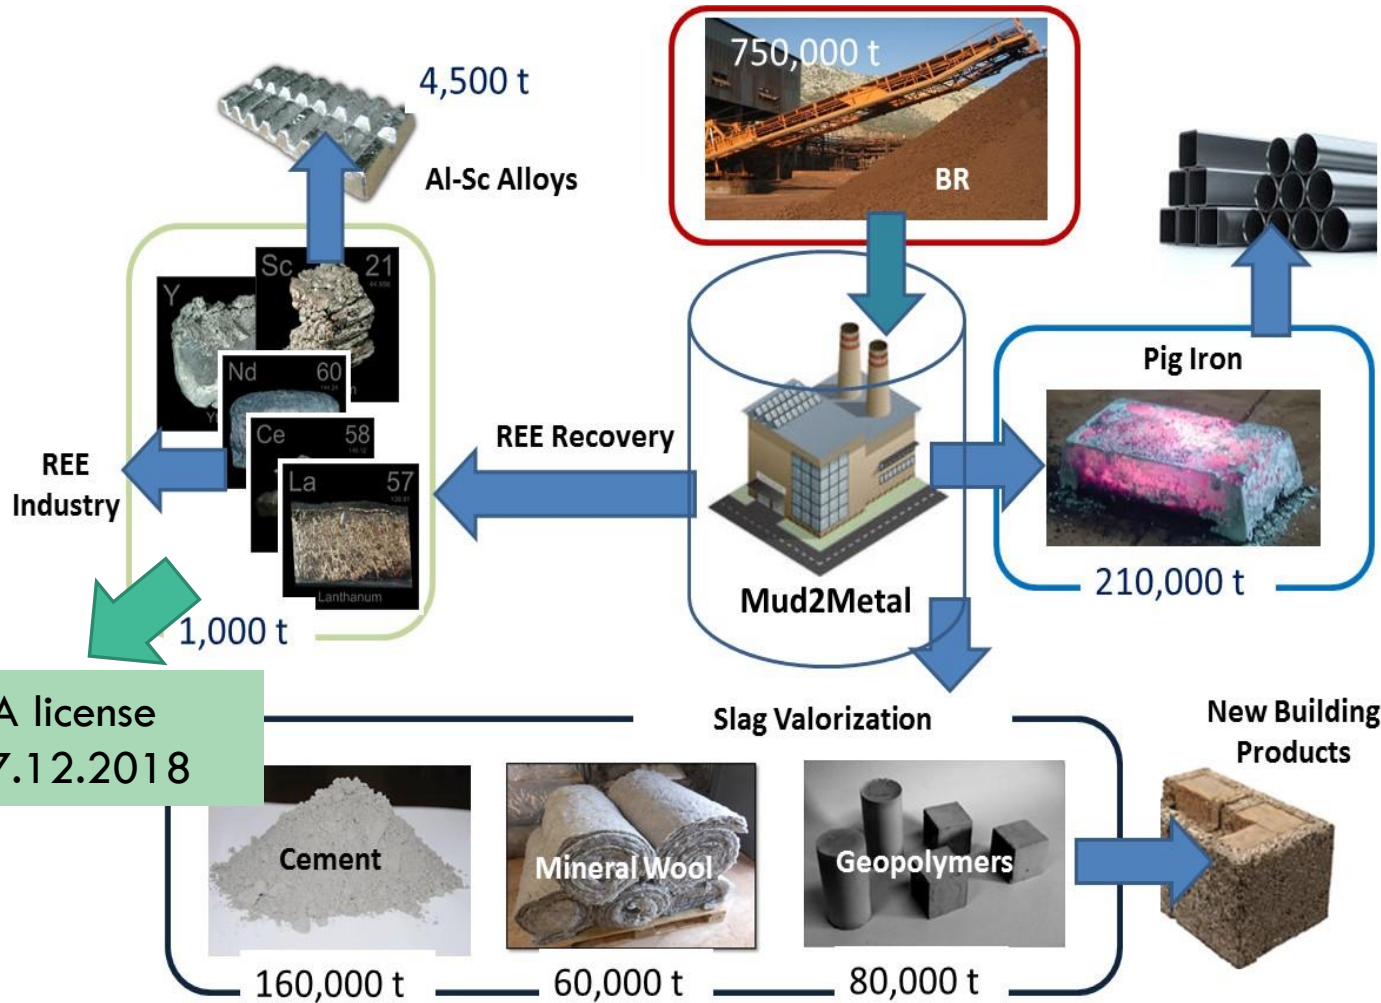 750,000 t
BR
4,500 t
Al-Sc Alloys
Sc 21
Y
Nd 60
Ce 58
La 57
Lanthanum
REE
Industry
REE Recovery
1,000 t
Mud2Metal
Pig Iron
210,000 t
A license
7.12.2018
Slag Valorization
New Building
Products
Cement
Mineral Wool
Geopolymers
160,000 t
60,000 t
80,000 t